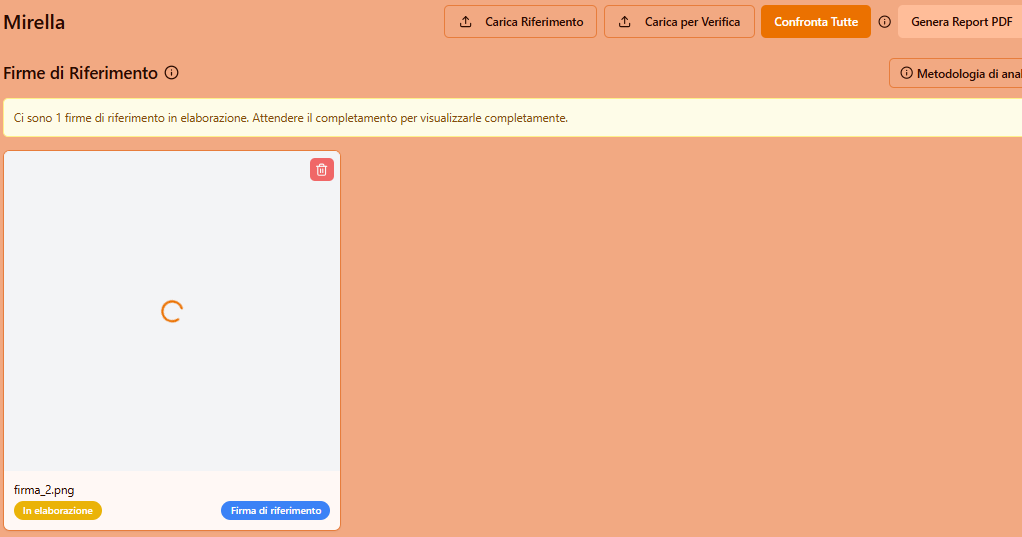 Mirella
Carica Riferimento
Carica per Verifica
Confronta Tutte
Genera Report PDF
Firme di Riferimento
Metodologia di anal
Ci sono 1 firme di riferimento in elaborazione. Attendere il completamento per visualizzarle completamente.
firma_2.png
In elaborazione
Firma di riferimento